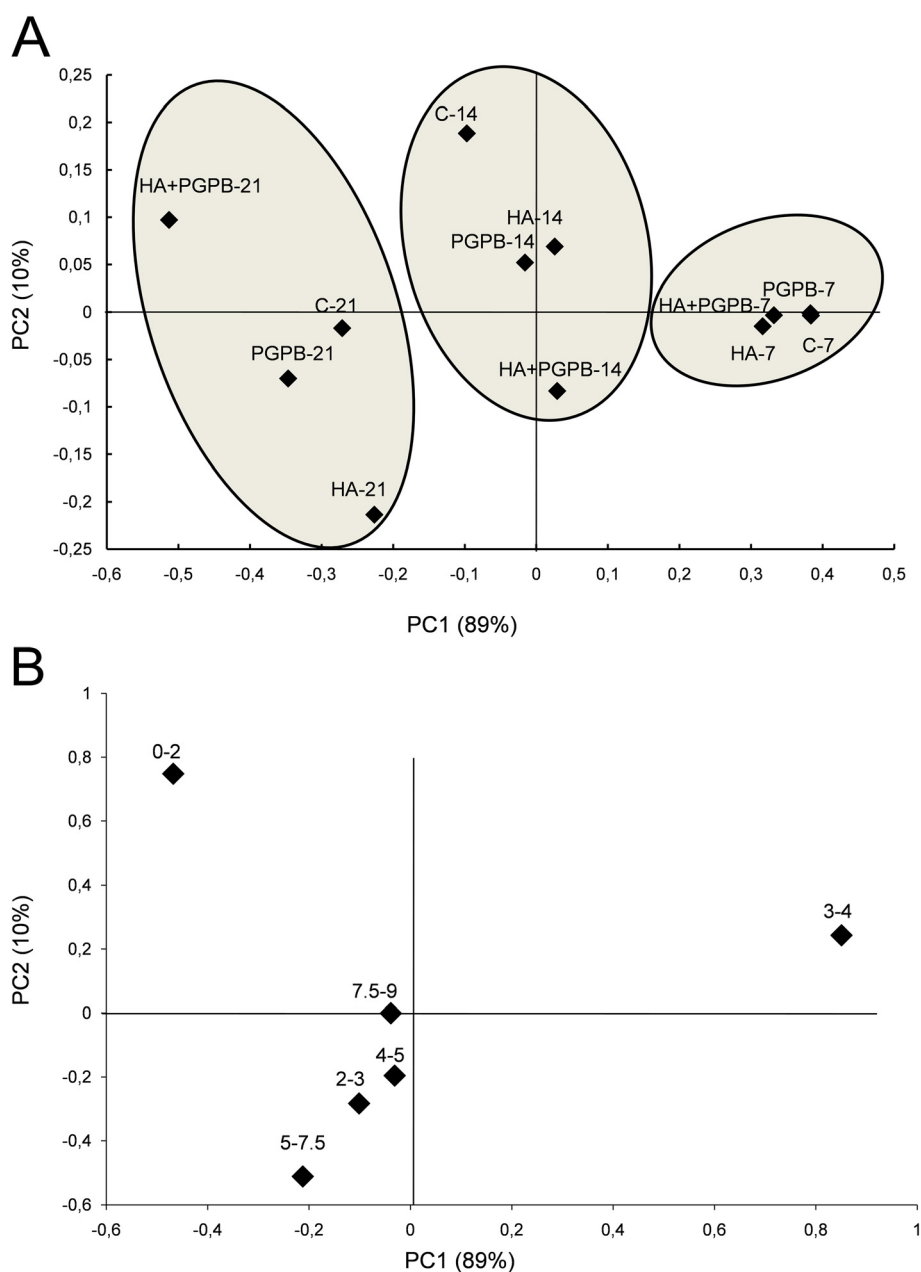 A
0,25
0,2
0,15
0,1
0,05
0
-0,05
-0,1
-0,15
-0,2
-0,25
PC2 (10%)
C-14
HA+PGPB-21
HA-14
PGPB-14
PGPB-7
HA+PGPB-7
C-21
HA-7
C-7
PGPB-21
HA+PGPB-14
HA-21
-0,6 -0,5 -0,4 -0,3 -0,2 -0,1 0 0,1 0,2 0,3 0,4 0,5
PC1 (89%)
B
1
0,8
0,6
0,4
0,2
0
-0,2
-0,4
-0,6
PC2 (10%)
0-2
3-4
7.5-9
4-5
2-3
5-7.5
-0,6 -0,4 -0,2 0 0,2 0,4 0,6 0,8 1
PC1 (89%)